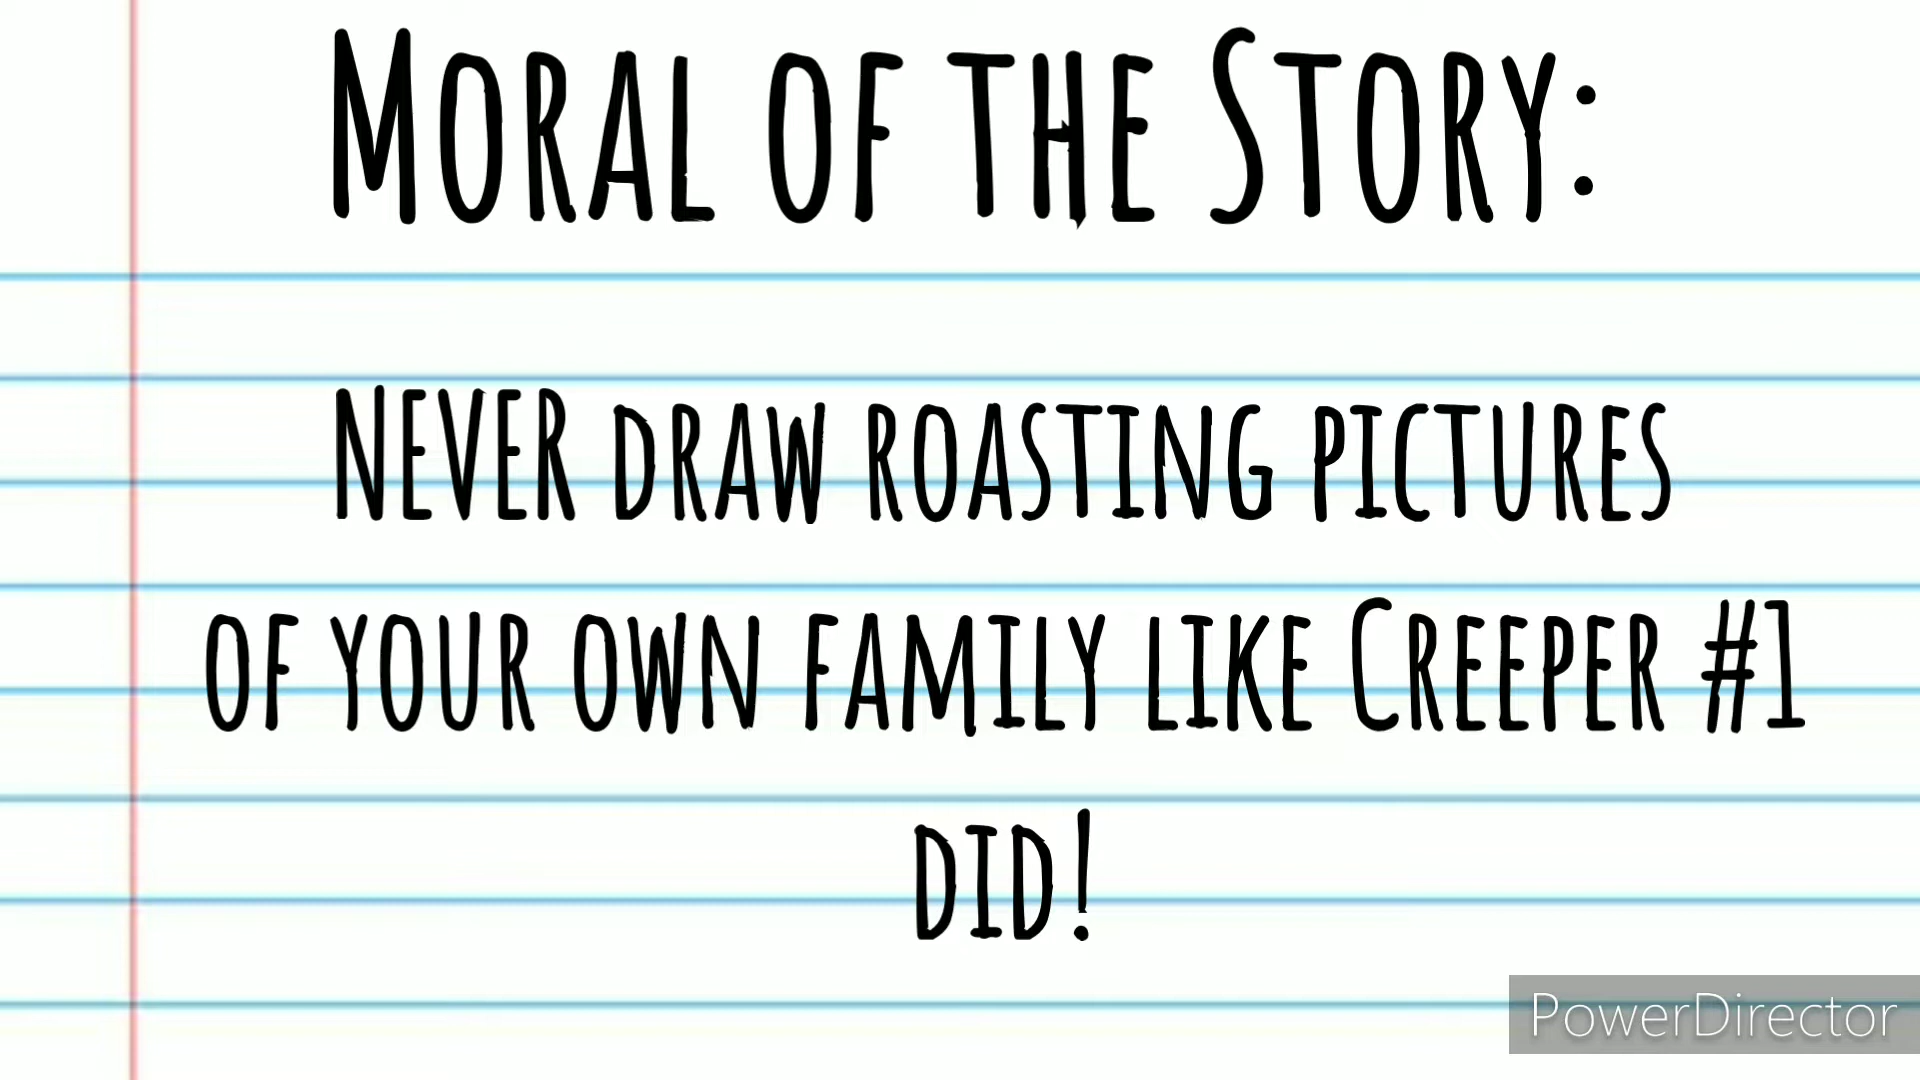 Moral of the Story:
NEVER draw roasting pictures
of your own family like Creeper #1
did!
PowerDirector